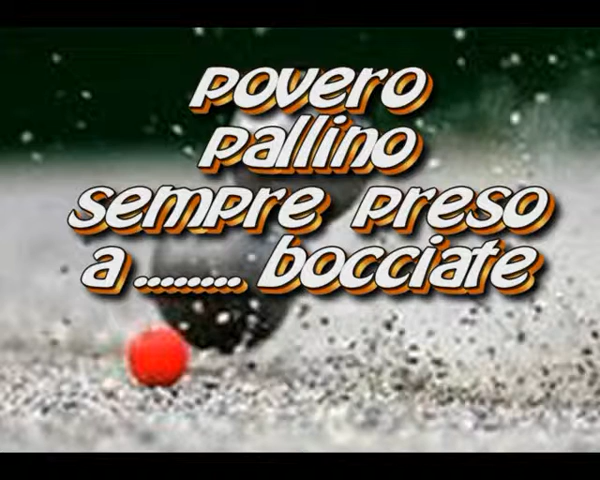 povero
pallino
sempre preso
a ........ bocciate